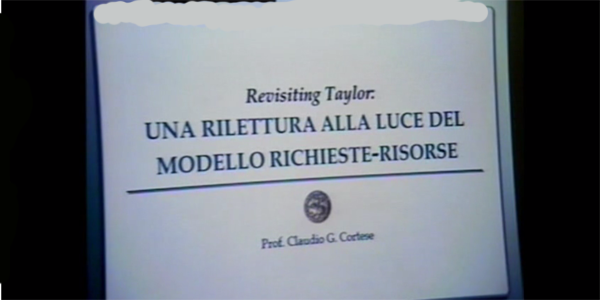 Revisiting Taylor:
UNA RILETTURA ALLA LUCE DEL
MODELLO RICHIESTE-RISORSE
Prof. Claudio G. Cortese